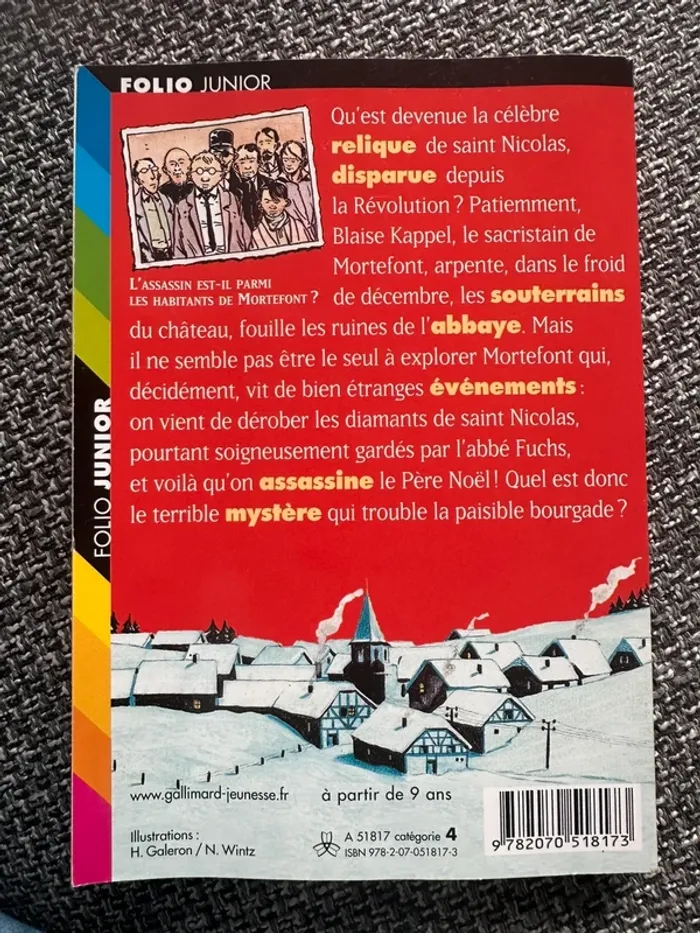 FOLIO JUNIOR
Qu'est devenue la célèbre
relique de saint Nicolas,
disparue depuis
la Révolution ? Patiemment,
Blaise Kappel, le sacristain de
Mortefont, arpente, dans le froid
de décembre, les souterrains
L'ASSASSIN EST-IL PARMI
LES HABITANTS DE MORTEFONT ?
du château, fouille les ruines de l'abbaye. Mais
il ne semble pas être le seul à explorer Mortefont qui,
décidément, vit de bien étranges événements :
on vient de dérober les diamants de saint Nicolas,
pourtant soigneusement gardés par l'abbé Fuchs,
et voilà qu'on assassine le Père Noël ! Quel est donc
le terrible mystère qui trouble la paisible bourgade ?
FOLIO JUNIOR
www.gallimard-jeunesse.fr
à partir de 9 ans
Illustrations :
H. Galeron / N. Wintz
A 51817 catégorie 4
ISBN 978-2-07-051817-3
9 782070 518173